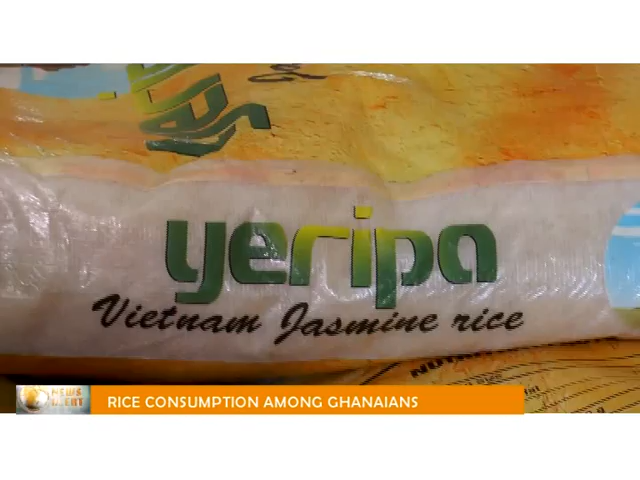 yeripa
Vietnam Jasmine rice
NEWS
RICE CONSUMPTION AMONG GHANAIANS